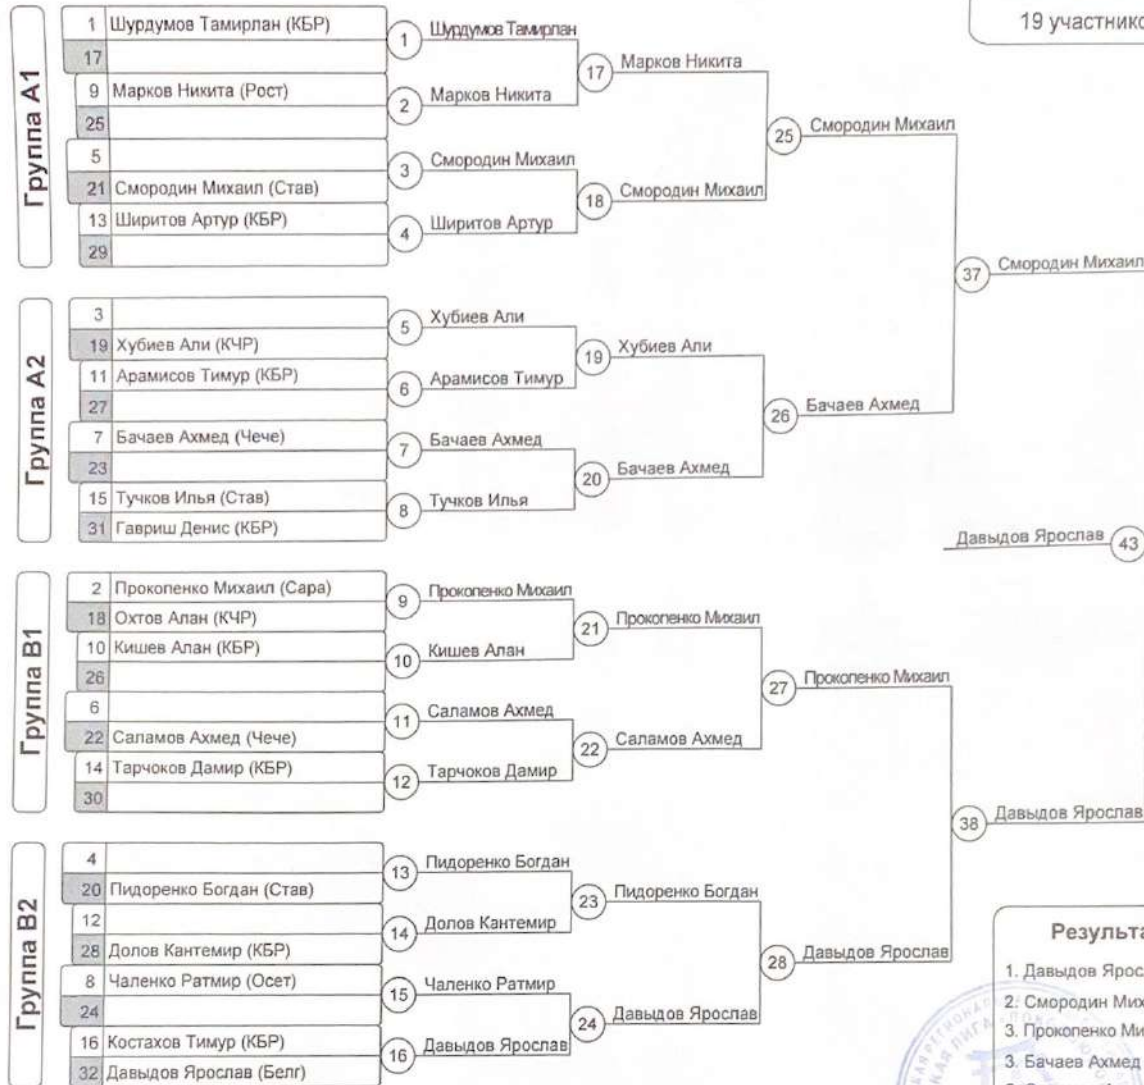 19 участнико
Группа A1
1 Шурдумов Тамирлан (КБР)
17
9 Марков Никита (Рост)
25
5
21 Смородин Михаил (Став)
13 Ширитов Артур (КБР)
29
1 Шурдумов Тамирлан
2 Марков Никита
3 Смородин Михаил
4 Ширитов Артур
17 Марков Никита
18 Смородин Михаил
25 Смородин Михаил
37 Смородин Михаил
Группа A2
3
19 Хубиев Али (КЧР)
11 Арамисов Тимур (КБР)
27
7 Бачаев Ахмед (Чече)
23
15 Тучков Илья (Став)
31 Гавриш Денис (КБР)
5 Хубиев Али
6 Арамисов Тимур
7 Бачаев Ахмед
8 Тучков Илья
19 Хубиев Али
20 Бачаев Ахмед
26 Бачаев Ахмед
Давыдов Ярослав 43
Группа B1
2 Прокопенко Михаил (Сара)
18 Охтов Алан (КЧР)
10 Кишев Алан (КБР)
26
6
22 Саламов Ахмед (Чече)
14 Тарчоков Дамир (КБР)
30
9 Прокопенко Михаил
10 Кишев Алан
11 Саламов Ахмед
12 Тарчоков Дамир
21 Прокопенко Михаил
22 Саламов Ахмед
27 Прокопенко Михаил
38 Давыдов Ярослав
Группа B2
4
20 Пидоренко Богдан (Став)
12
28 Долов Кантемир (КБР)
8 Чаленко Ратмир (Осет)
24
16 Костахов Тимур (КБР)
32 Давыдов Ярослав (Белг)
13 Пидоренко Богдан
14 Долов Кантемир
15 Чаленко Ратмир
16 Давыдов Ярослав
23 Пидоренко Богдан
24 Давыдов Ярослав
28 Давыдов Ярослав
Результа
1. Давыдов Яросл
2. Смородин Мих
3. Прокопенко Ми
3. Бачаев Ахмед